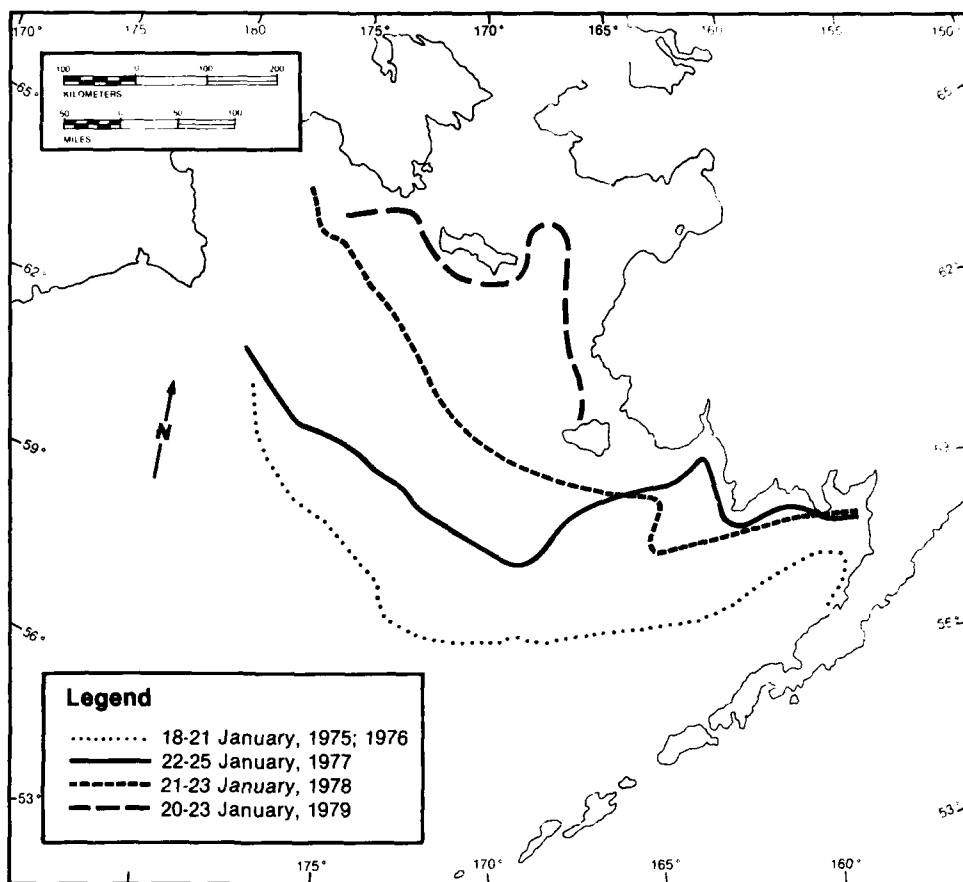 170° 180 175° 170° 165° 160° 155° 150°
100 0 100 200
KILOMETERS
50 0 50 100
MILES
65° 65
62° 62°
N
59°
56°
53° 53°
Legend
18-21 January, 1975; 1976
22-25 January, 1977
21-23 January, 1978
20-23 January, 1979
175° 170° 165° 160°